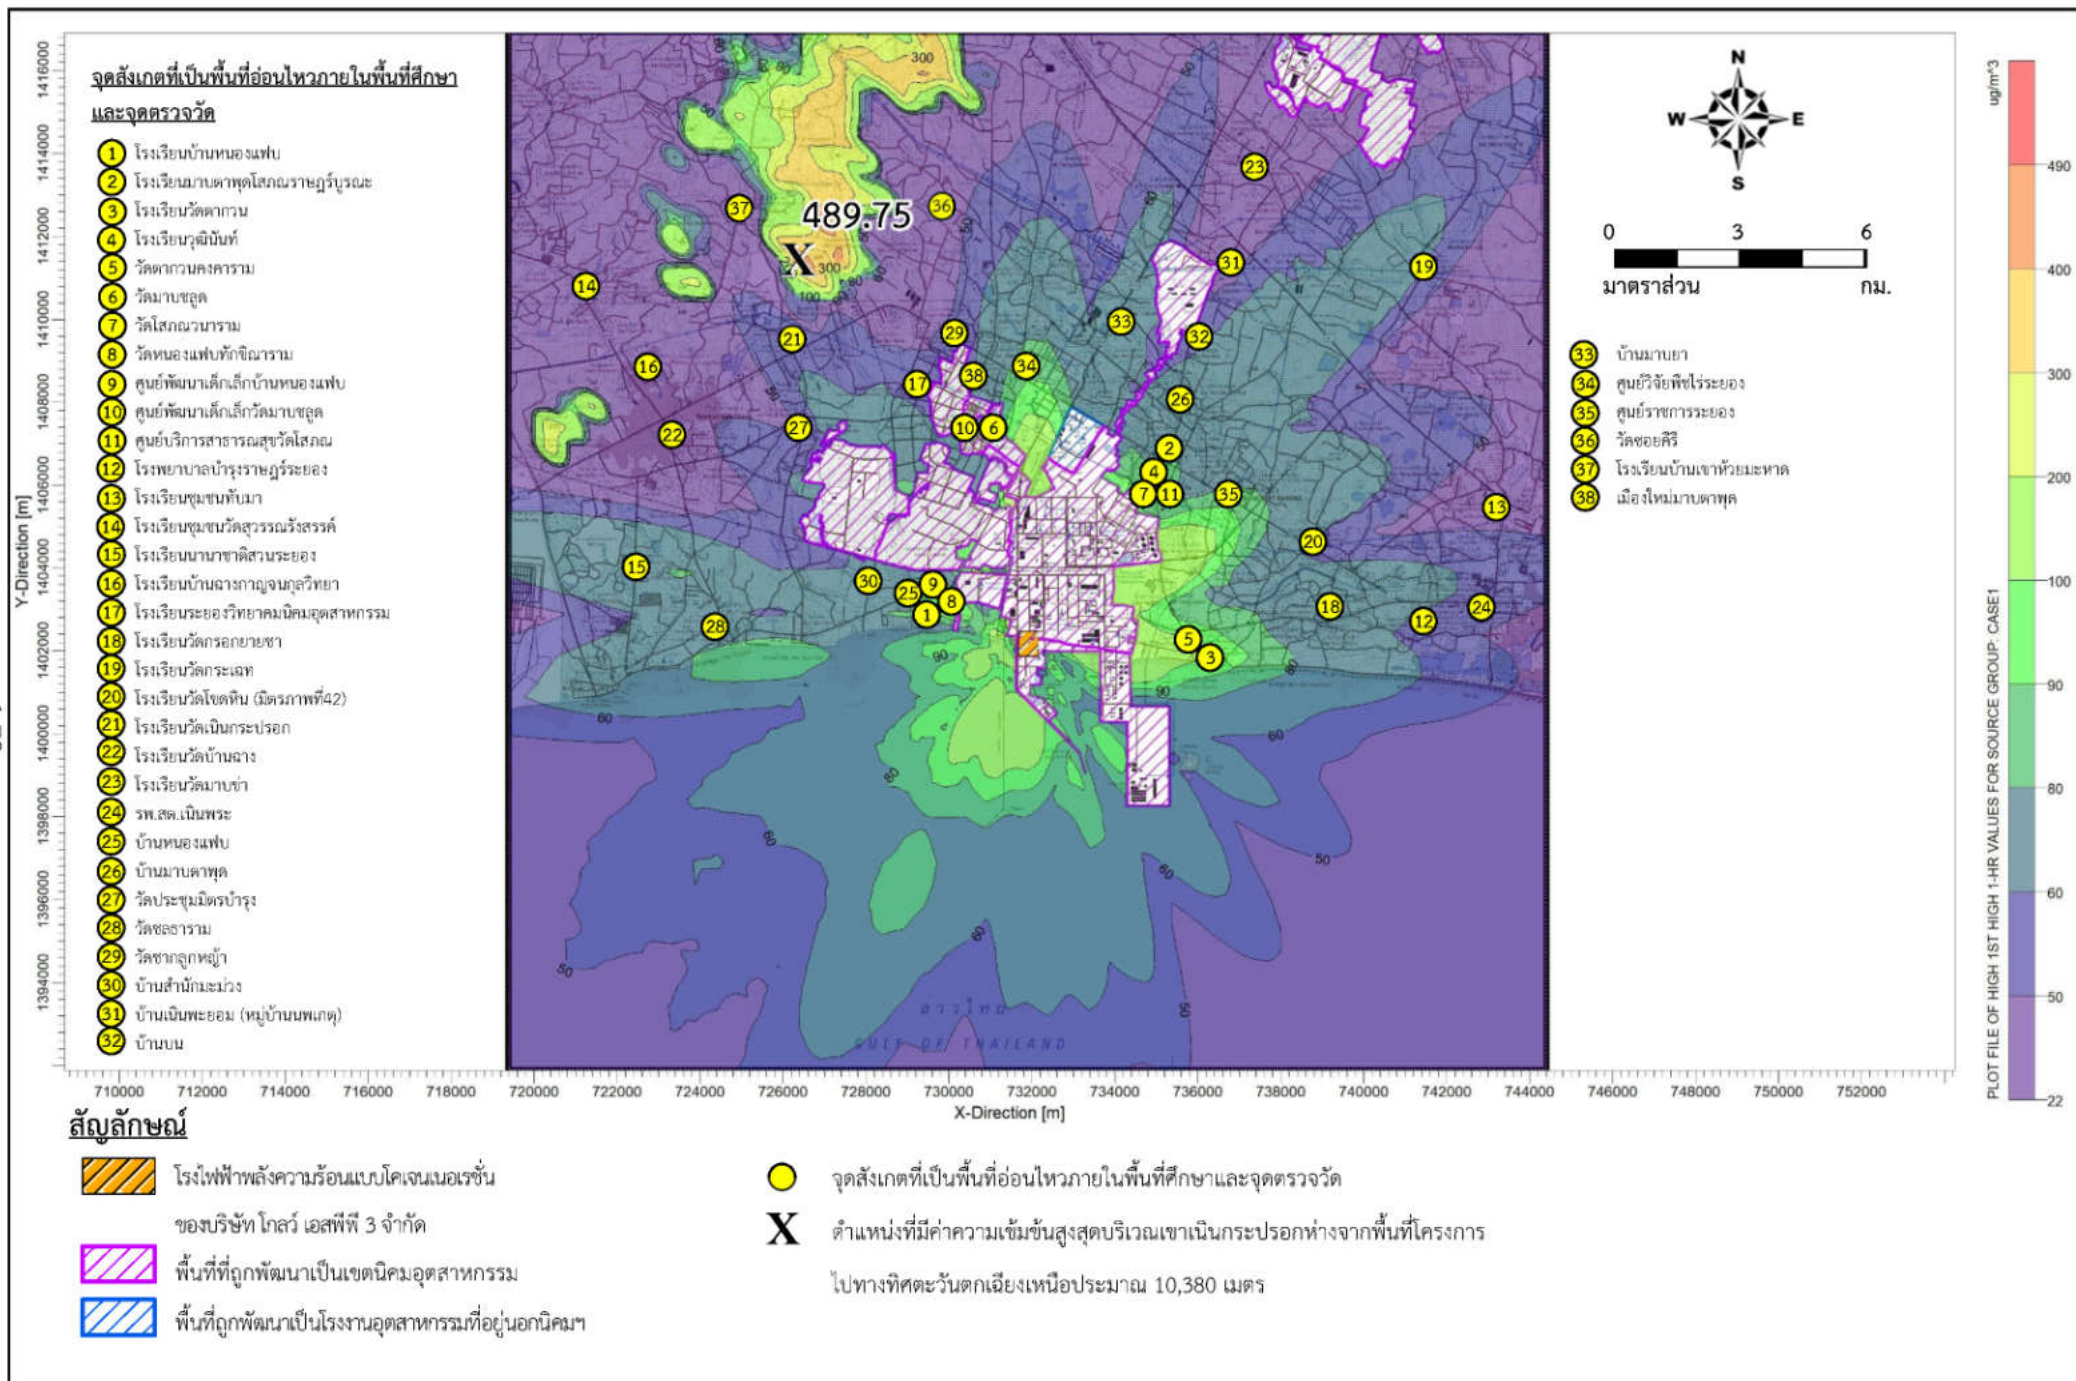 จุดสังเกตที่เป็นพื้นที่อ่อนไหวภายในพื้นที่ศึกษา
และจุดตรวจวัด
1 โรงเรียนบ้านหนองแฟบ
2 โรงเรียนมาบตาพุดโสภณราษฎร์บูรณะ
3 โรงเรียนวัดตากวน
4 โรงเรียนวุฒินันท์
5 วัดตากวนคงคาราม
6 วัดมาบชลูด
7 วัดโสภณวนาราม
8 วัดหนองแฟบทักขิณาราม
9 ศูนย์พัฒนาเด็กเล็กบ้านหนองแฟบ
10 ศูนย์พัฒนาเด็กเล็กวัดมาบชลูด
11 ศูนย์บริการสาธารณสุขวัดโสภณ
12 โรงพยาบาลบำรุงราษฎร์ระยอง
13 โรงเรียนชุมชนทับมา
14 โรงเรียนชุมชนวัดสุวรรณรังสรรค์
15 โรงเรียนนานาชาติสวนระยอง
16 โรงเรียนบ้านฉางกาญจนกุลวิทยา
17 โรงเรียนระยองวิทยาคมนิคมอุตสาหกรรม
18 โรงเรียนวัดกรอกยายชา
19 โรงเรียนวัดกระเฉท
20 โรงเรียนวัดโขดหิน (มิตรภาพที่42)
21 โรงเรียนวัดเนินกระปรอก
22 โรงเรียนวัดบ้านฉาง
23 โรงเรียนวัดมาบข่า
24 รพ.สต.เนินพระ
25 บ้านหนองแฟบ
26 บ้านมาบตาพุด
27 วัดประชุมมิตรบำรุง
28 วัดชลธาราม
29 วัดชากลูกหญ้า
30 บ้านสำนักมะม่วง
31 บ้านเนินพะยอม (หมู่บ้านนพเกตุ)
32 บ้านบน
489.75
X
อ่าวไทย
GULF OF THAILAND
N
W E
S
0 3 6
มาตราส่วน กม.
33 บ้านมาบยา
34 ศูนย์วิจัยพืชไร่ระยอง
35 ศูนย์ราชการระยอง
36 วัดซอยคีรี
37 โรงเรียนบ้านเขาห้วยมะหาด
38 เมืองใหม่มาบตาพุด
ug/m^3
490
400
300
200
100
90
80
60
50
22
PLOT FILE OF HIGH 1ST HIGH 1-HR VALUES FOR SOURCE GROUP: CASE1
Y-Direction [m]
1416000
1414000
1412000
1410000
1408000
1406000
1404000
1402000
1400000
1398000
1396000
1394000
710000 712000 714000 716000 718000 720000 722000 724000 726000 728000 730000 732000 734000 736000 738000 740000 742000 744000 746000 748000 750000 752000
X-Direction [m]
สัญลักษณ์
โรงไฟฟ้าพลังความร้อนแบบโคเจนเนอเรชั่น
ของบริษัท โกลว์ เอสพีพี 3 จำกัด
พื้นที่ที่ถูกพัฒนาเป็นเขตนิคมอุตสาหกรรม
พื้นที่ถูกพัฒนาเป็นโรงงานอุตสาหกรรมที่อยู่นอกนิคมฯ
จุดสังเกตที่เป็นพื้นที่อ่อนไหวภายในพื้นที่ศึกษาและจุดตรวจวัด
X ตำแหน่งที่มีค่าความเข้มข้นสูงสุดบริเวณเขาเนินกระปรอกห่างจากพื้นที่โครงการ
ไปทางทิศตะวันตกเฉียงเหนือประมาณ 10,380 เมตร